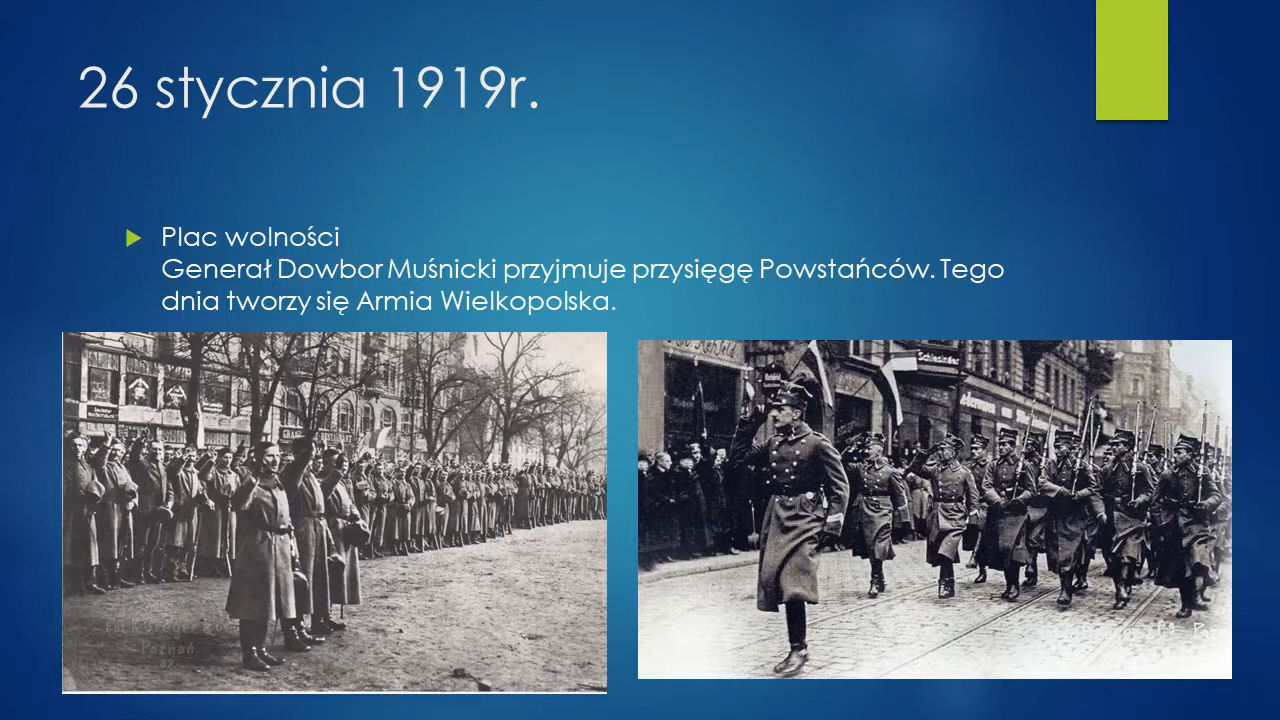 26 stycznia 1919r.
Plac wolności
Generał Dowbor Muśnicki przyjmuje przysięgę Powstańców. Tego
dnia tworzy się Armia Wielkopolska.
Poznań.